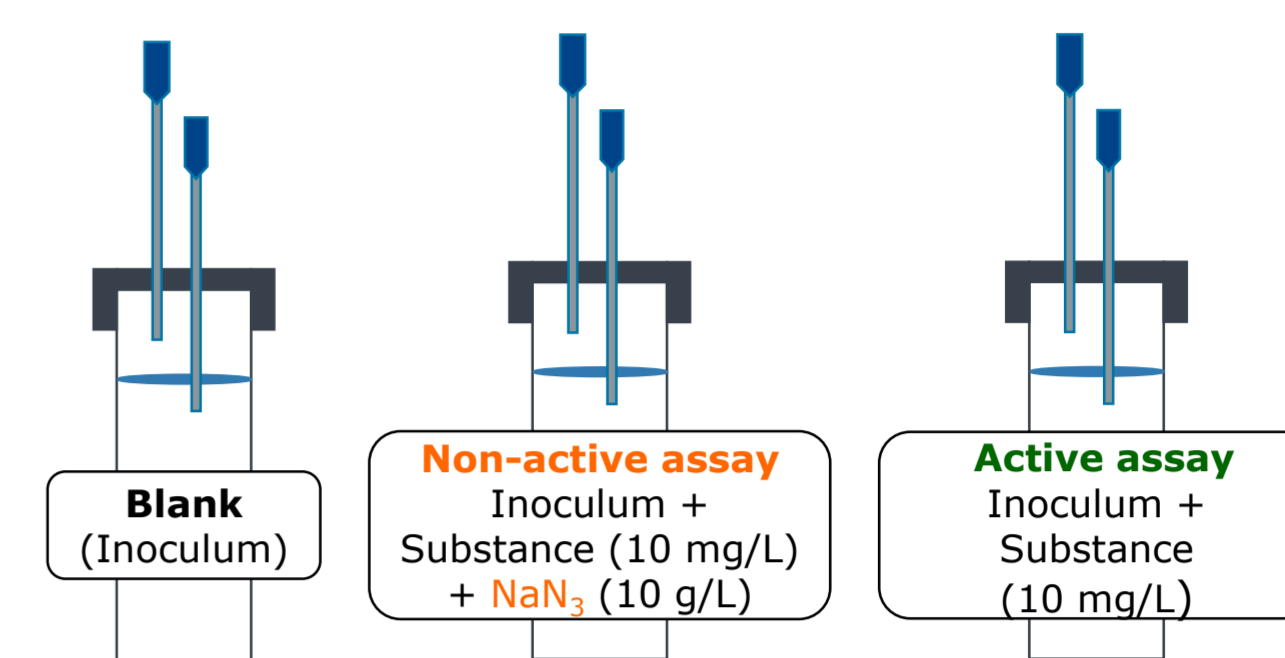 Blank
(Inoculum)
Non-active assay
Inoculum +
Substance (10 mg/L)
+ NaN₃ (10 g/L)
Active assay
Inoculum +
Substance
(10 mg/L)